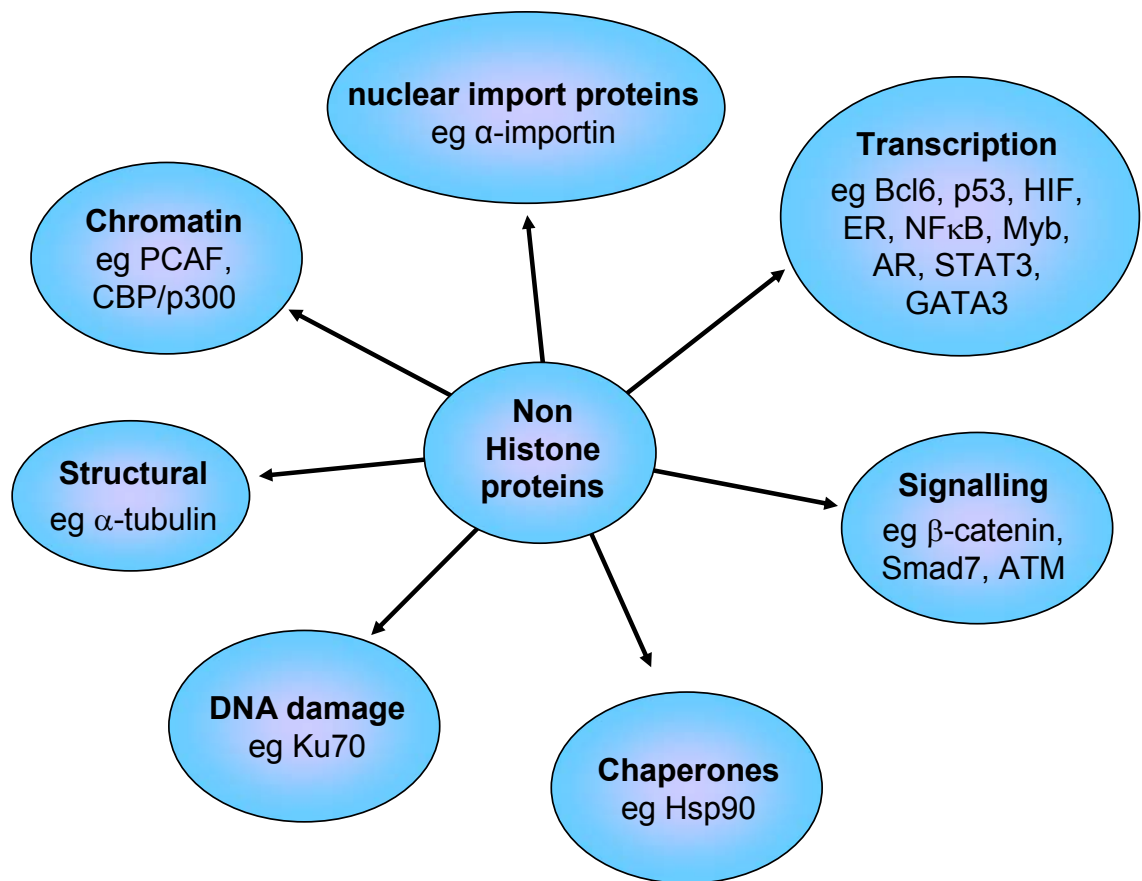 nuclear import proteins
eg α-importin
Transcription
eg Bcl6, p53, HIF,
ER, NFκB, Myb,
AR, STAT3,
GATA3
Chromatin
eg PCAF,
CBP/p300
Non
Histone
proteins
Structural
eg α-tubulin
Signalling
eg β-catenin,
Smad7, ATM
DNA damage
eg Ku70
Chaperones
eg Hsp90